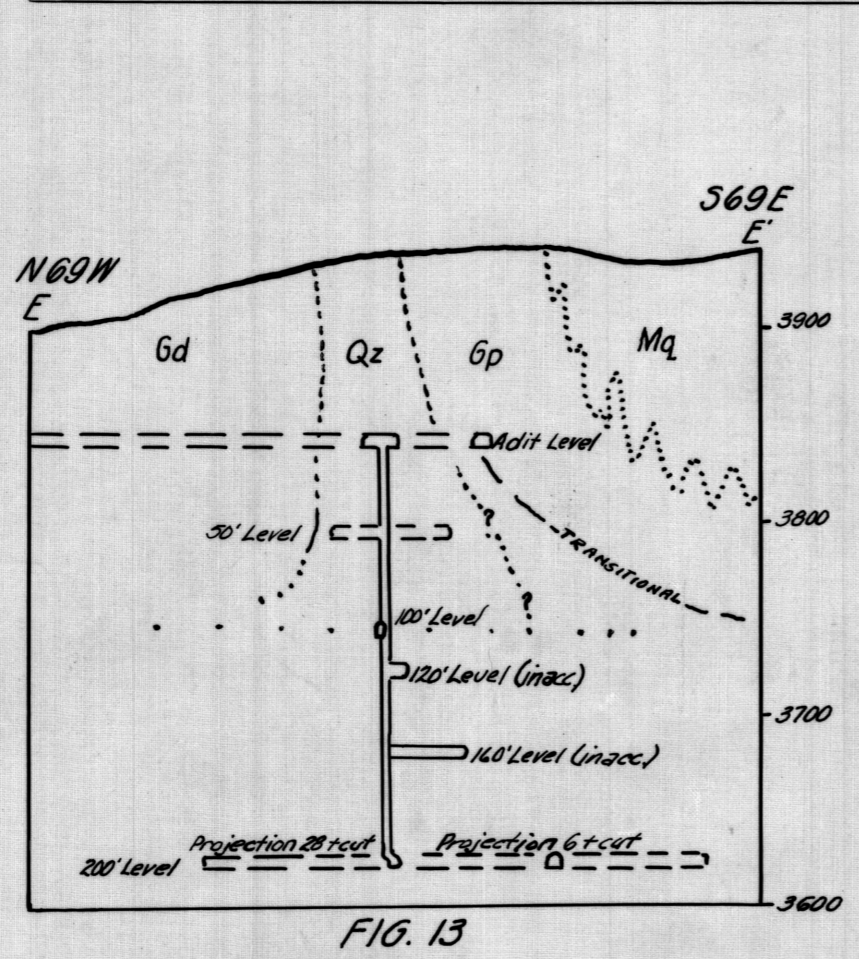 S69E
E'
N69W
E
3900
Gd
Qz
Gp
Mq
Adit Level
3800
50' Level
?
TRANSITIONAL
?
100' Level
120' Level (inacc.)
3700
160' Level (inacc.)
Projection 28 + cut
Projection 6 + cut
200' Level
3600
FIG. 13